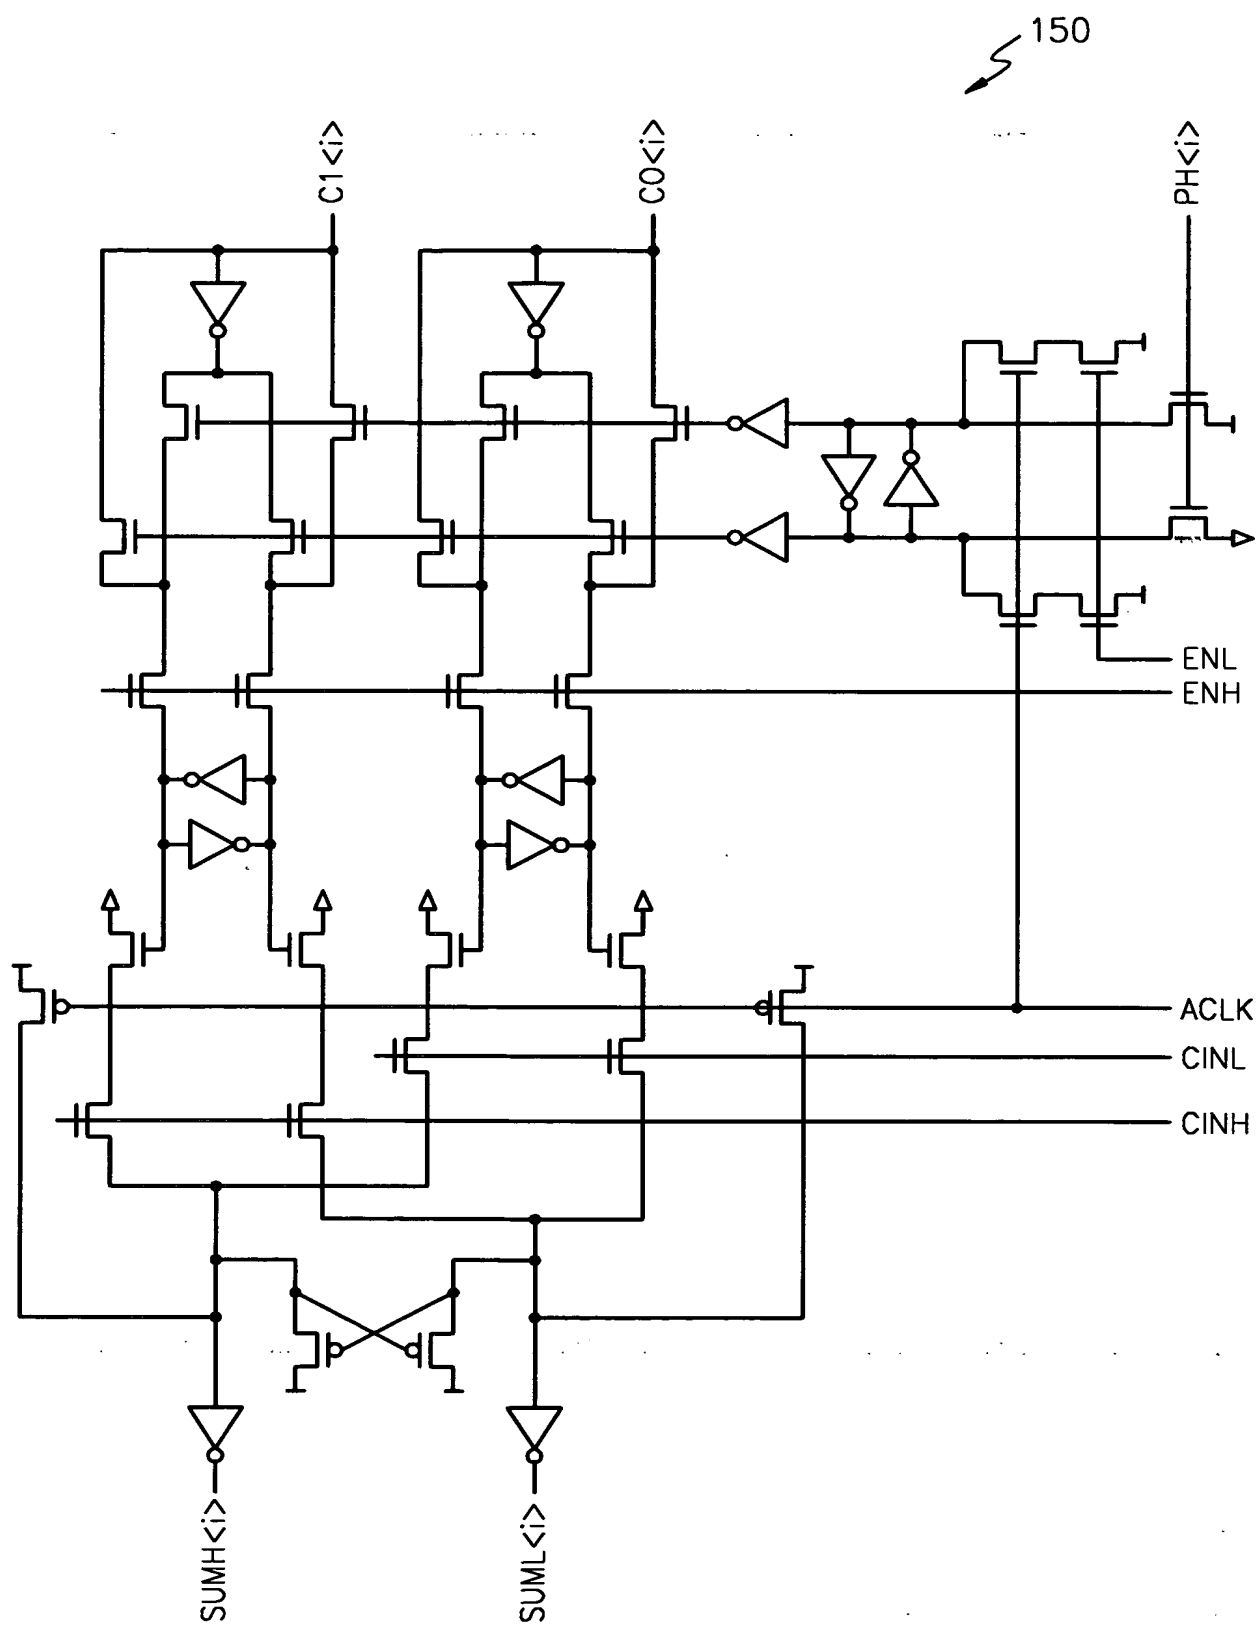 150
C1<i>
C0<i>
PH<i>
ENL
ENH
ACLK
CINL
CINH
SUMH<i>
SUML<i>